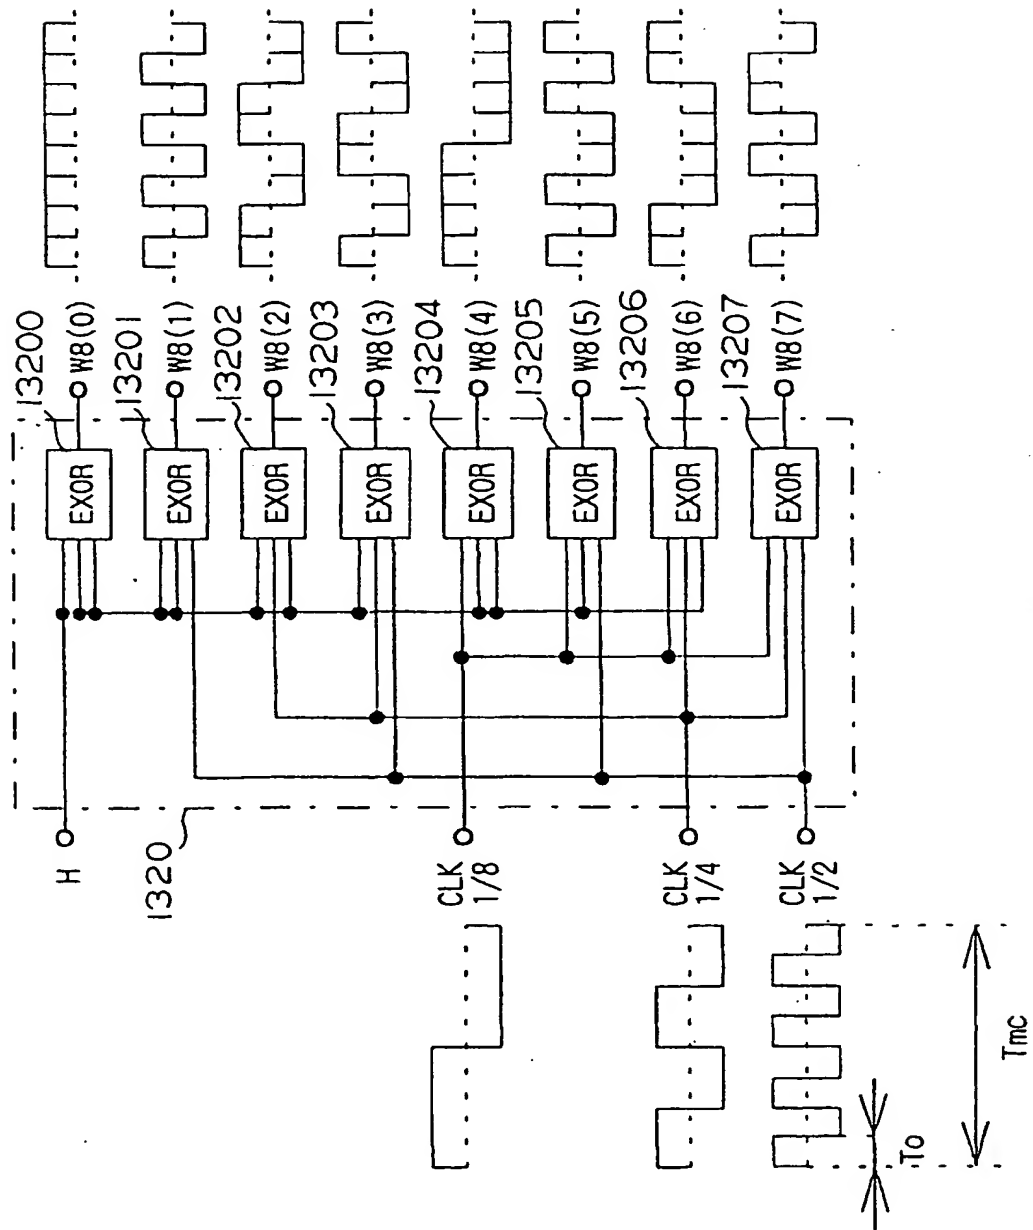 13200
13201
13202
13203
13204
13205
13206
13207
W8(0)
W8(1)
W8(2)
W8(3)
W8(4)
W8(5)
W8(6)
W8(7)
EXOR
EXOR
EXOR
EXOR
EXOR
EXOR
EXOR
EXOR
1320
H
CLK
1/8
CLK
1/4
CLK
1/2
To
Tmc